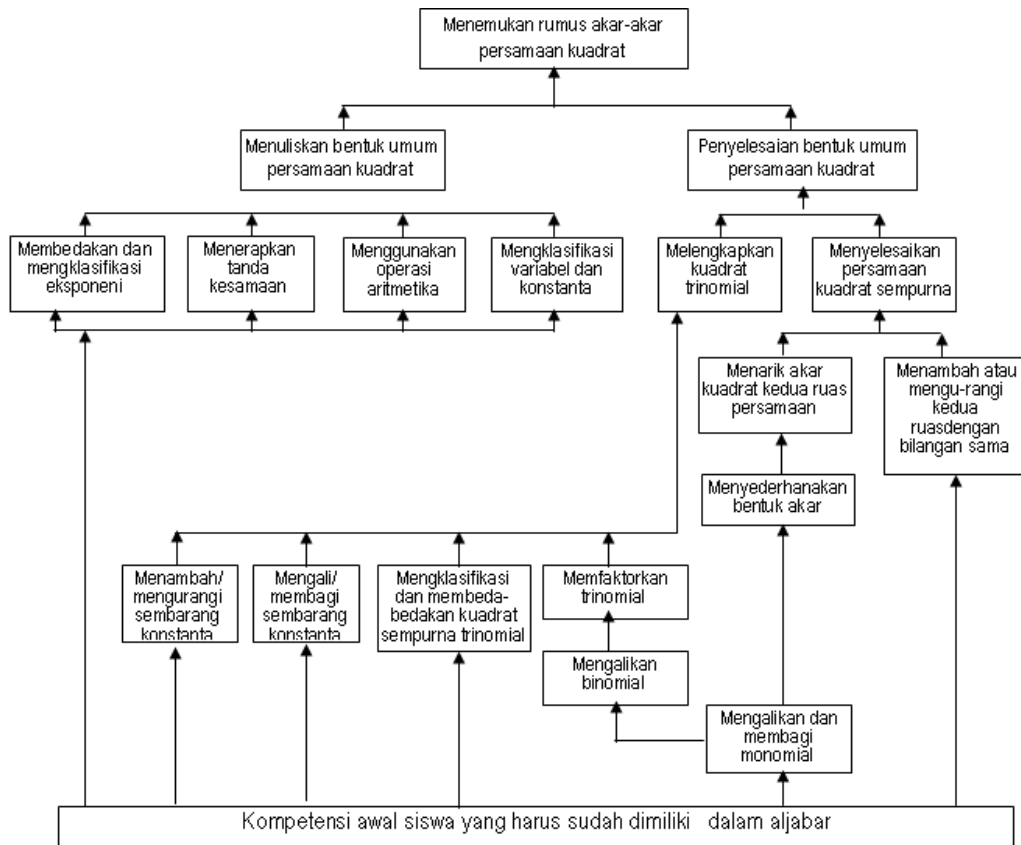 Menemukan rumus akar-akar
persamaan kuadrat
Menuliskan bentuk umum
persamaan kuadrat
Penyelesaian bentuk umum
persamaan kuadrat
Membedakan dan
mengklasifikasi
eksponeni
Menerapkan
tanda
kesamaan
Menggunakan
operasi
aritmetika
Mengklasifikasi
variabel dan
konstanta
Melengkapkan
kuadrat
trinomial
Menyelesaikan
persamaan
kuadrat sempurna
Menarik akar
kuadrat kedua ruas
persamaan
Menambah atau
mengu-rangi
kedua
ruasdengan
bilangan sama
Menyederhanakan
bentuk akar
Menambah/
mengurangi
sembarang
konstanta
Mengali/
membagi
sembarang
konstanta
Mengklasifikasi
dan membeda-
bedakan kuadrat
sempurna trinomial
Memfaktorkan
trinomial
Mengalikan
binomial
Mengalikan dan
membagi
monomial
Kompetensi awal siswa yang harus sudah dimiliki dalam aljabar